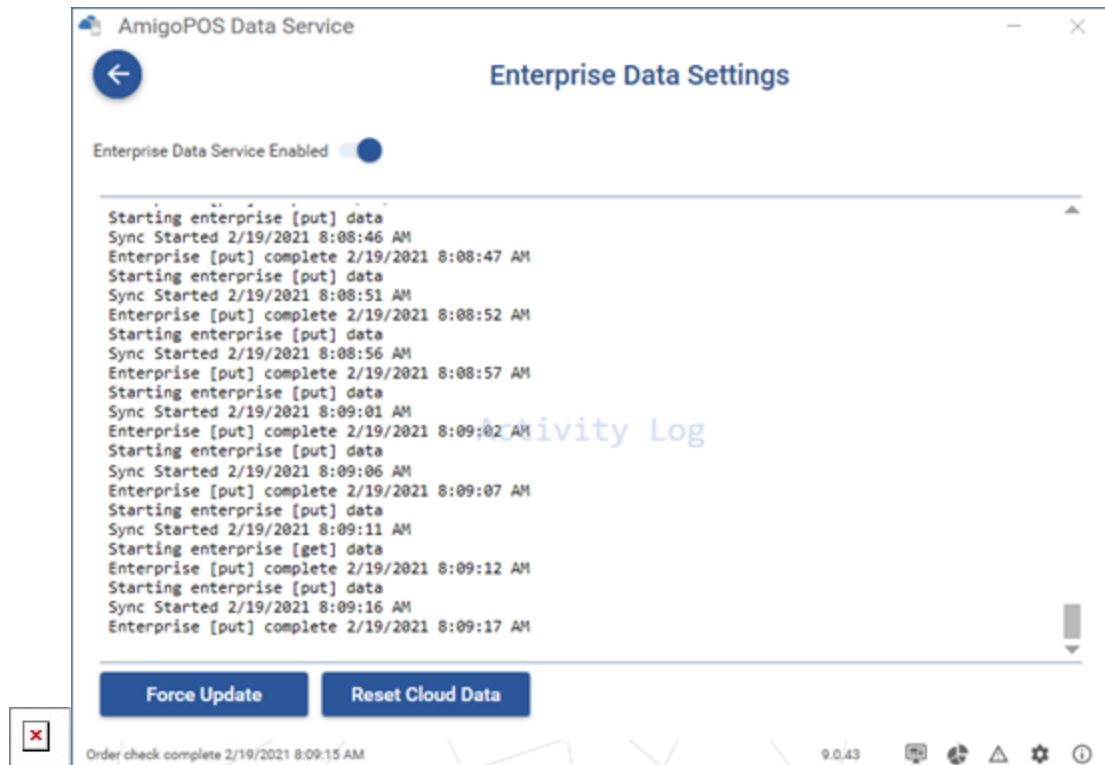 AmigoPOS Data Service
Enterprise Data Settings
Enterprise Data Service Enabled
Starting enterprise [put] data
Sync Started 2/19/2021 8:08:46 AM
Enterprise [put] complete 2/19/2021 8:08:47 AM
Starting enterprise [put] data
Sync Started 2/19/2021 8:08:51 AM
Enterprise [put] complete 2/19/2021 8:08:52 AM
Starting enterprise [put] data
Sync Started 2/19/2021 8:08:56 AM
Enterprise [put] complete 2/19/2021 8:08:57 AM
Starting enterprise [put] data
Sync Started 2/19/2021 8:09:01 AM
Enterprise [put] complete 2/19/2021 8:09:02 AM
Activity Log
Starting enterprise [put] data
Sync Started 2/19/2021 8:09:06 AM
Enterprise [put] complete 2/19/2021 8:09:07 AM
Starting enterprise [put] data
Sync Started 2/19/2021 8:09:11 AM
Starting enterprise [get] data
Enterprise [put] complete 2/19/2021 8:09:12 AM
Starting enterprise [put] data
Sync Started 2/19/2021 8:09:16 AM
Enterprise [put] complete 2/19/2021 8:09:17 AM
Force Update
Reset Cloud Data
Order check complete 2/19/2021 8:09:15 AM
9.0.43